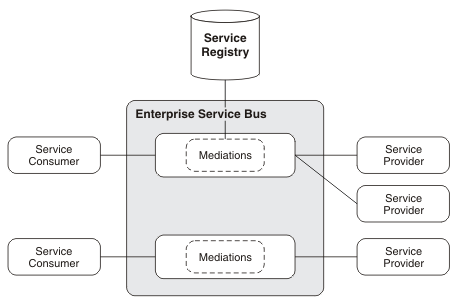 Service
Registry
Enterprise Service Bus
Service
Consumer
Mediations
Service
Provider
Service
Provider
Service
Consumer
Mediations
Service
Provider